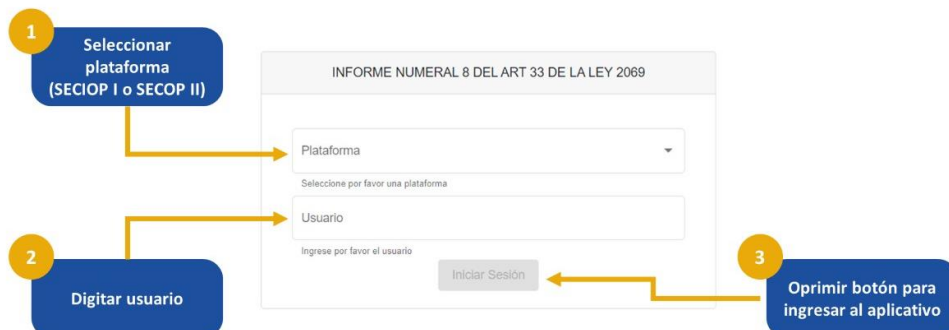 1
Seleccionar
plataforma
(SECIOP I o SECOP II)
INFORME NUMERAL 8 DEL ART 33 DE LA LEY 2069
Plataforma
Seleccione por favor una plataforma
Usuario
Ingrese por favor el usuario
2
Digitar usuario
Iniciar Sesión
3
Oprimir botón para
ingresar al aplicativo